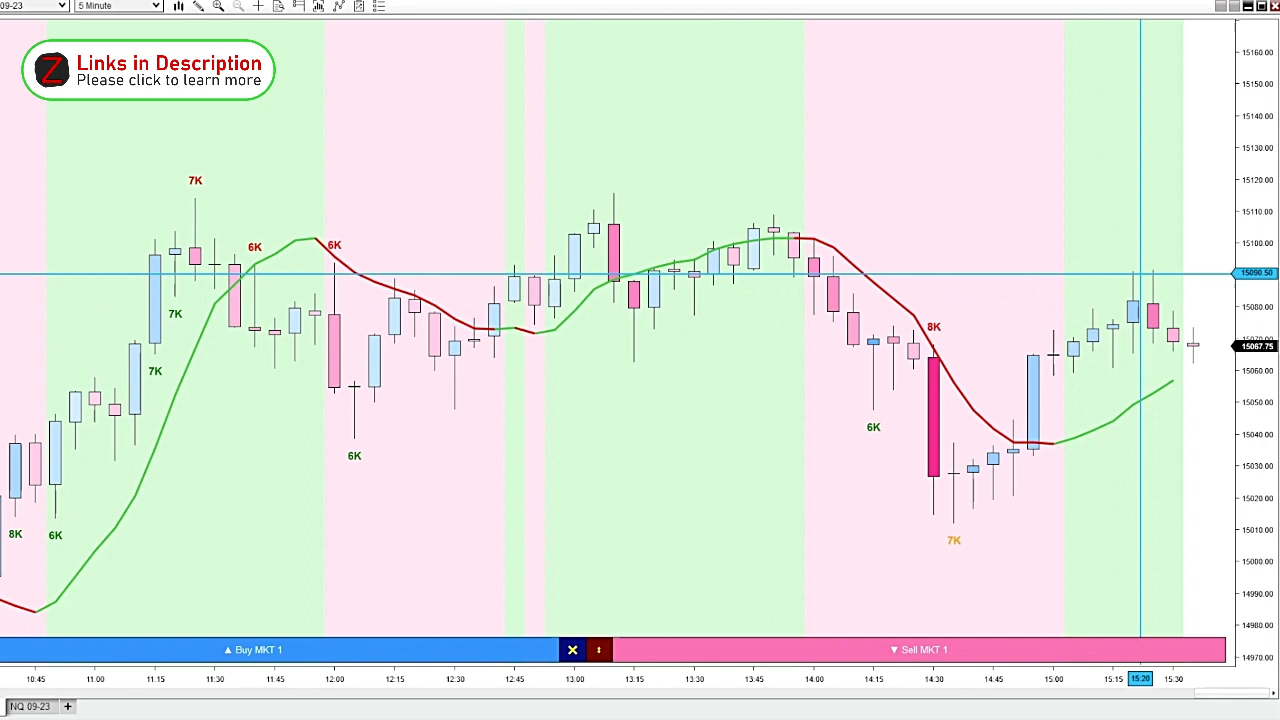 09-23
5 Minute
Z
Links in Description
Please click to learn more
15160.00
15150.00
15140.00
15130.00
15120.00
15110.00
15100.00
15090.50
15080.00
15067.75
15060.00
15050.00
15040.00
15030.00
15020.00
15010.00
15000.00
14990.00
14980.00
14970.00
7K
6K
6K
7K
7K
8K
6K
6K
6K
8K
7K
▲ Buy MKT 1
▼ Sell MKT 1
10:45 11:00 11:15 11:30 11:45 12:00 12:15 12:30 12:45 13:00 13:15 13:30 13:45 14:00 14:15 14:30 14:45 15:00 15:15 15:20 15:30
NQ 09-23 +